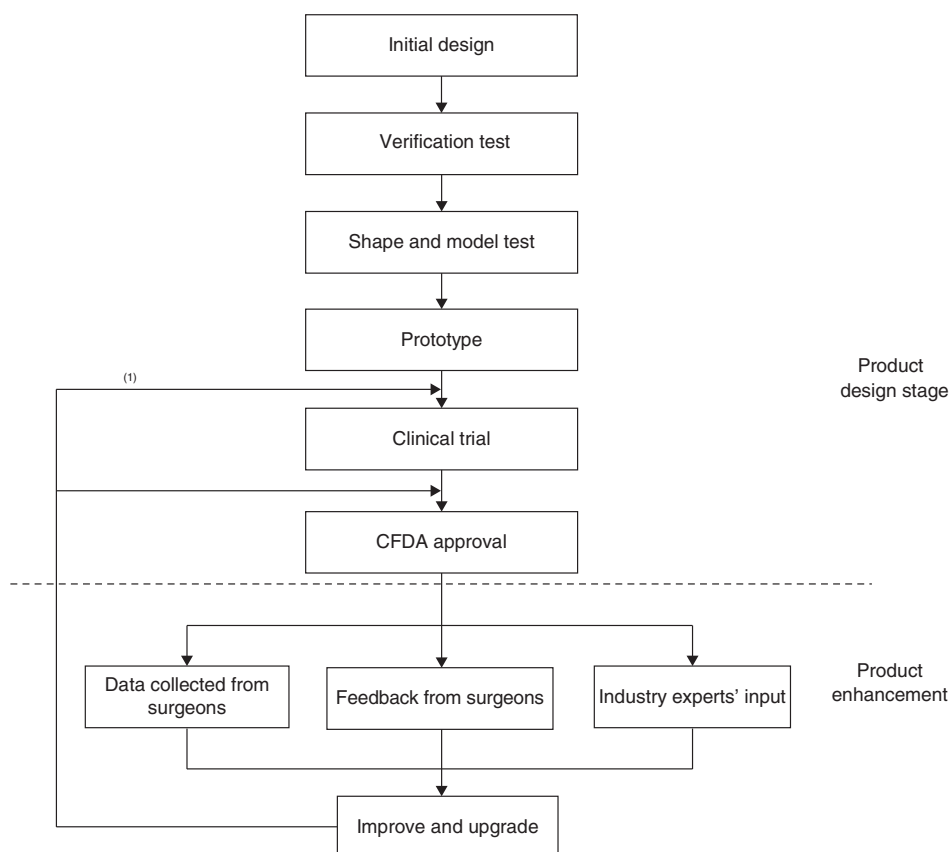 Initial design
Verification test
Shape and model test
Prototype
(1)
Product
design stage
Clinical trial
CFDA approval
Data collected from
surgeons
Feedback from surgeons
Industry experts’ input
Product
enhancement
Improve and upgrade